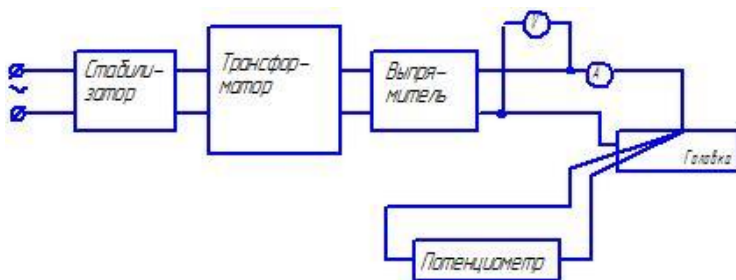 Стабили-
затор
Трансфор-
матор
Выпря-
митель
V
A
Головка
Потенциометр